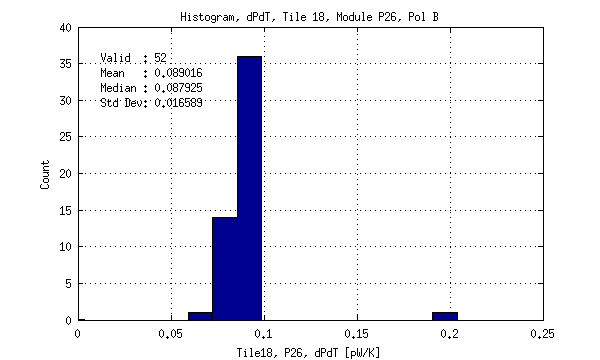 Histogram, dPdT, Tile 18, Module P26, Pol B
40
35
30
25
20
15
10
5
0
Count
Valid : 52
Mean : 0.089016
Median : 0.087925
Std Dev: 0.016589
0 0.05 0.1 0.15 0.2 0.25
Tile18, P26, dPdT [pW/K]